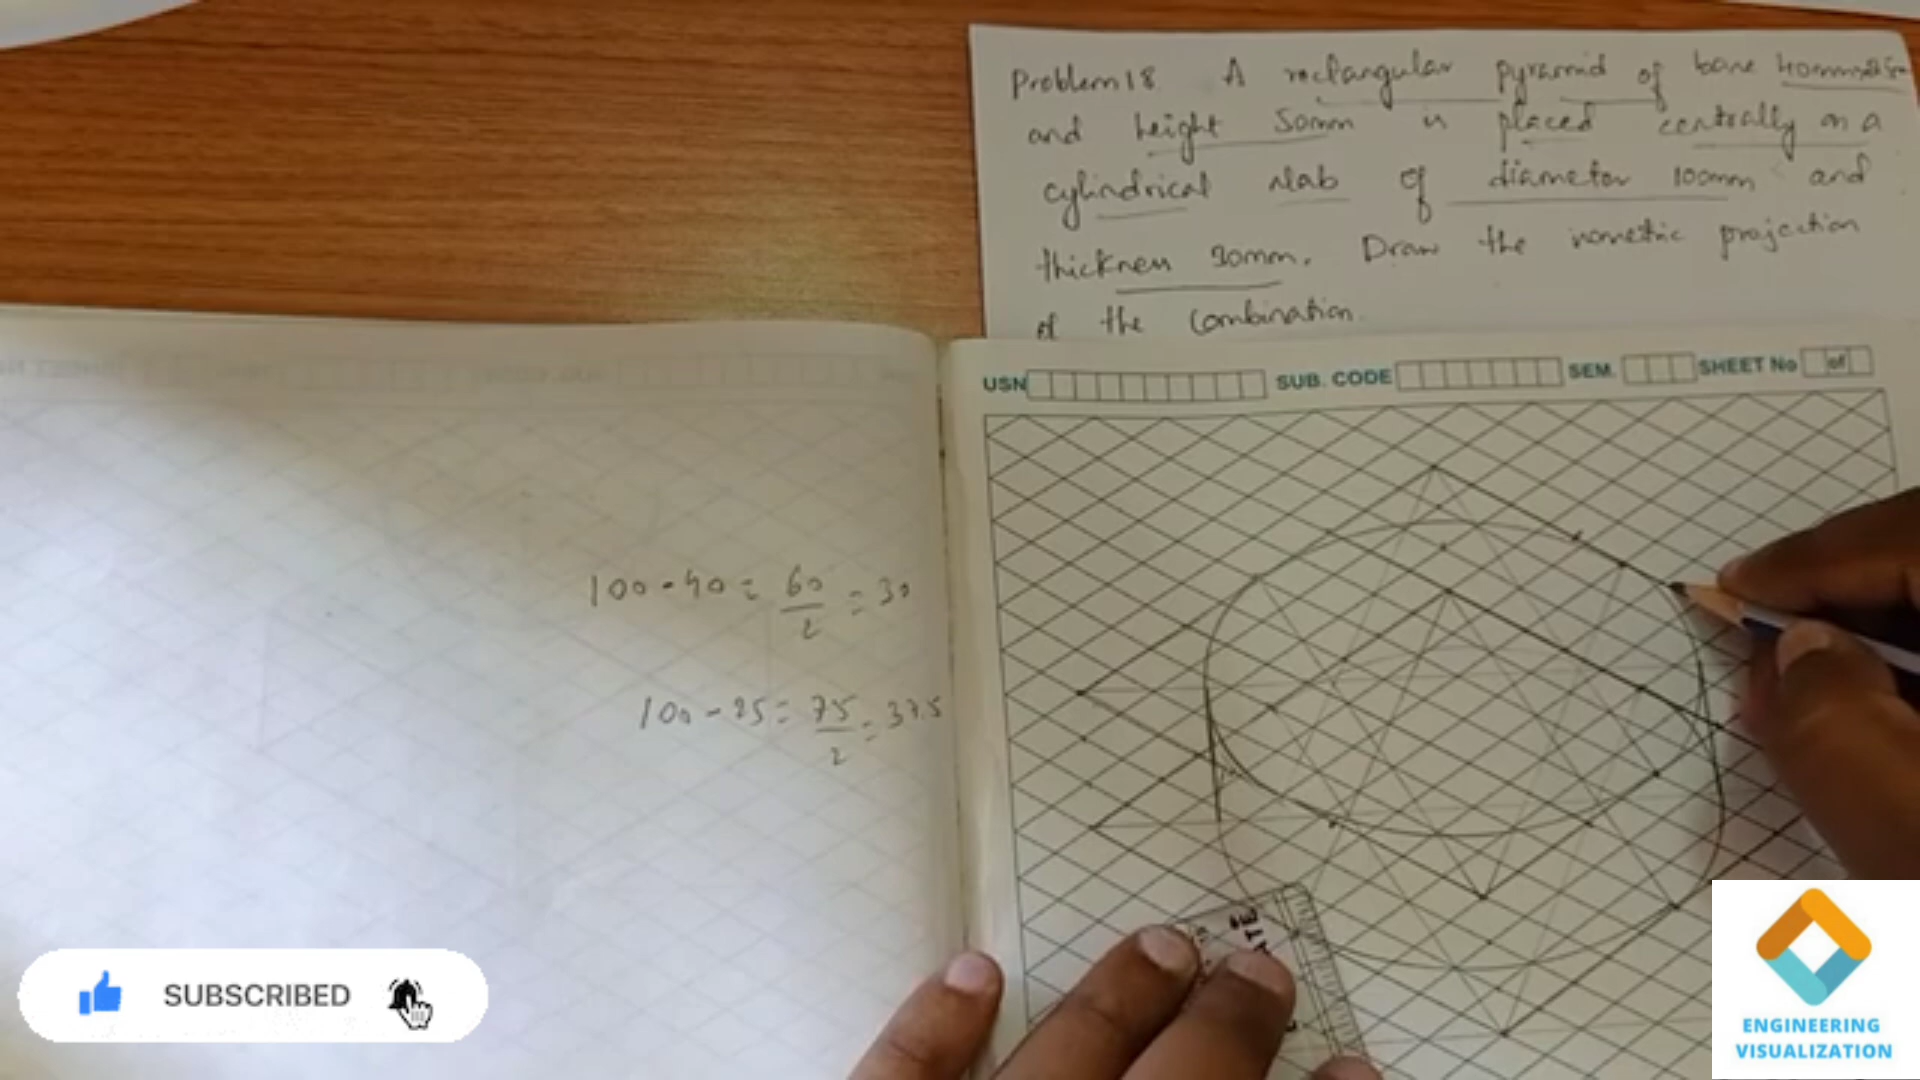 Problem 18. A rectangular pyramid of base 40mmx25mm
and height 50mm is placed centrally on a
cylindrical slab of diameter 100mm and
thickness 30mm. Draw the isometric projection
of the combination.
USN SUB. CODE SEM. SHEET No of
100-40 = 60/2 = 30
100-25 = 75/2 = 37.5
SUBSCRIBED
ENGINEERING
VISUALIZATION